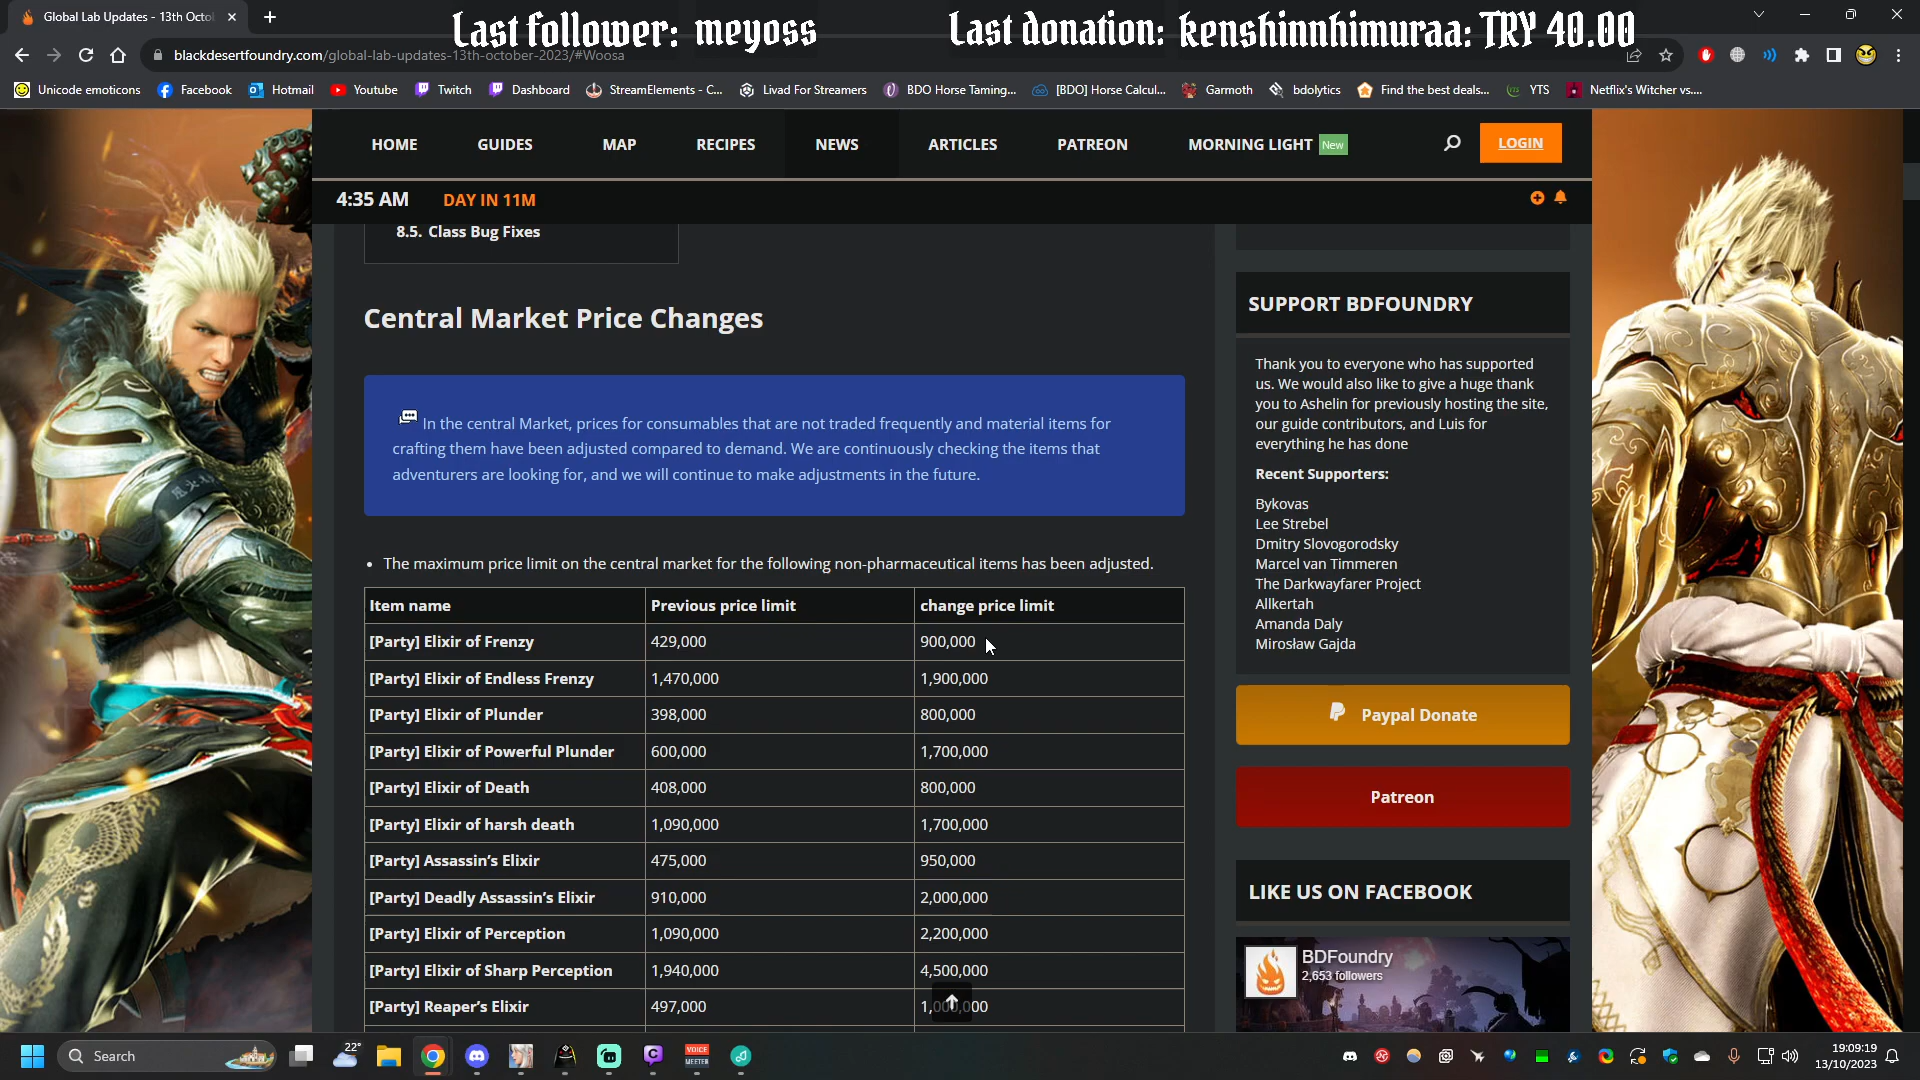 Global Lab Updates - 13th Octo
Last follower: meyoss
Last donation: kenshinnhimuraa: TRY 40.00
blackdesertfoundry.com/global-lab-updates-13th-october-2023/#Woosa
Unicode emoticons Facebook Hotmail Youtube Twitch Dashboard StreamElements - C... Livad For Streamers BDO Horse Taming... [BDO] Horse Calcul... Garmoth bdolytics Find the best deals... YTS Netflix's Witcher vs....
HOME GUIDES MAP RECIPES NEWS ARTICLES PATREON MORNING LIGHT New LOGIN
4:35 AM DAY IN 11M
8.5. Class Bug Fixes
Central Market Price Changes
In the central Market, prices for consumables that are not traded frequently and material items for
crafting them have been adjusted compared to demand. We are continuously checking the items that
adventurers are looking for, and we will continue to make adjustments in the future.
• The maximum price limit on the central market for the following non-pharmaceutical items has been adjusted.
Item name Previous price limit change price limit
[Party] Elixir of Frenzy 429,000 900,000
[Party] Elixir of Endless Frenzy 1,470,000 1,900,000
[Party] Elixir of Plunder 398,000 800,000
[Party] Elixir of Powerful Plunder 600,000 1,700,000
[Party] Elixir of Death 408,000 800,000
[Party] Elixir of harsh death 1,090,000 1,700,000
[Party] Assassin's Elixir 475,000 950,000
[Party] Deadly Assassin's Elixir 910,000 2,000,000
[Party] Elixir of Perception 1,090,000 2,200,000
[Party] Elixir of Sharp Perception 1,940,000 4,500,000
[Party] Reaper's Elixir 497,000 1,000,000
SUPPORT BDFOUNDRY
Thank you to everyone who has supported
us. We would also like to give a huge thank
you to Ashelin for previously hosting the site,
our guide contributors, and Luis for
everything he has done
Recent Supporters:
Bykovas
Lee Strebel
Dmitry Slovogorodsky
Marcel van Timmeren
The Darkwayfarer Project
Allkertah
Amanda Daly
Mirosław Gajda
Paypal Donate
Patreon
LIKE US ON FACEBOOK
BDFoundry
2,653 followers
Search
22°
VOICE
MEETER
19:09:19
13/10/2023